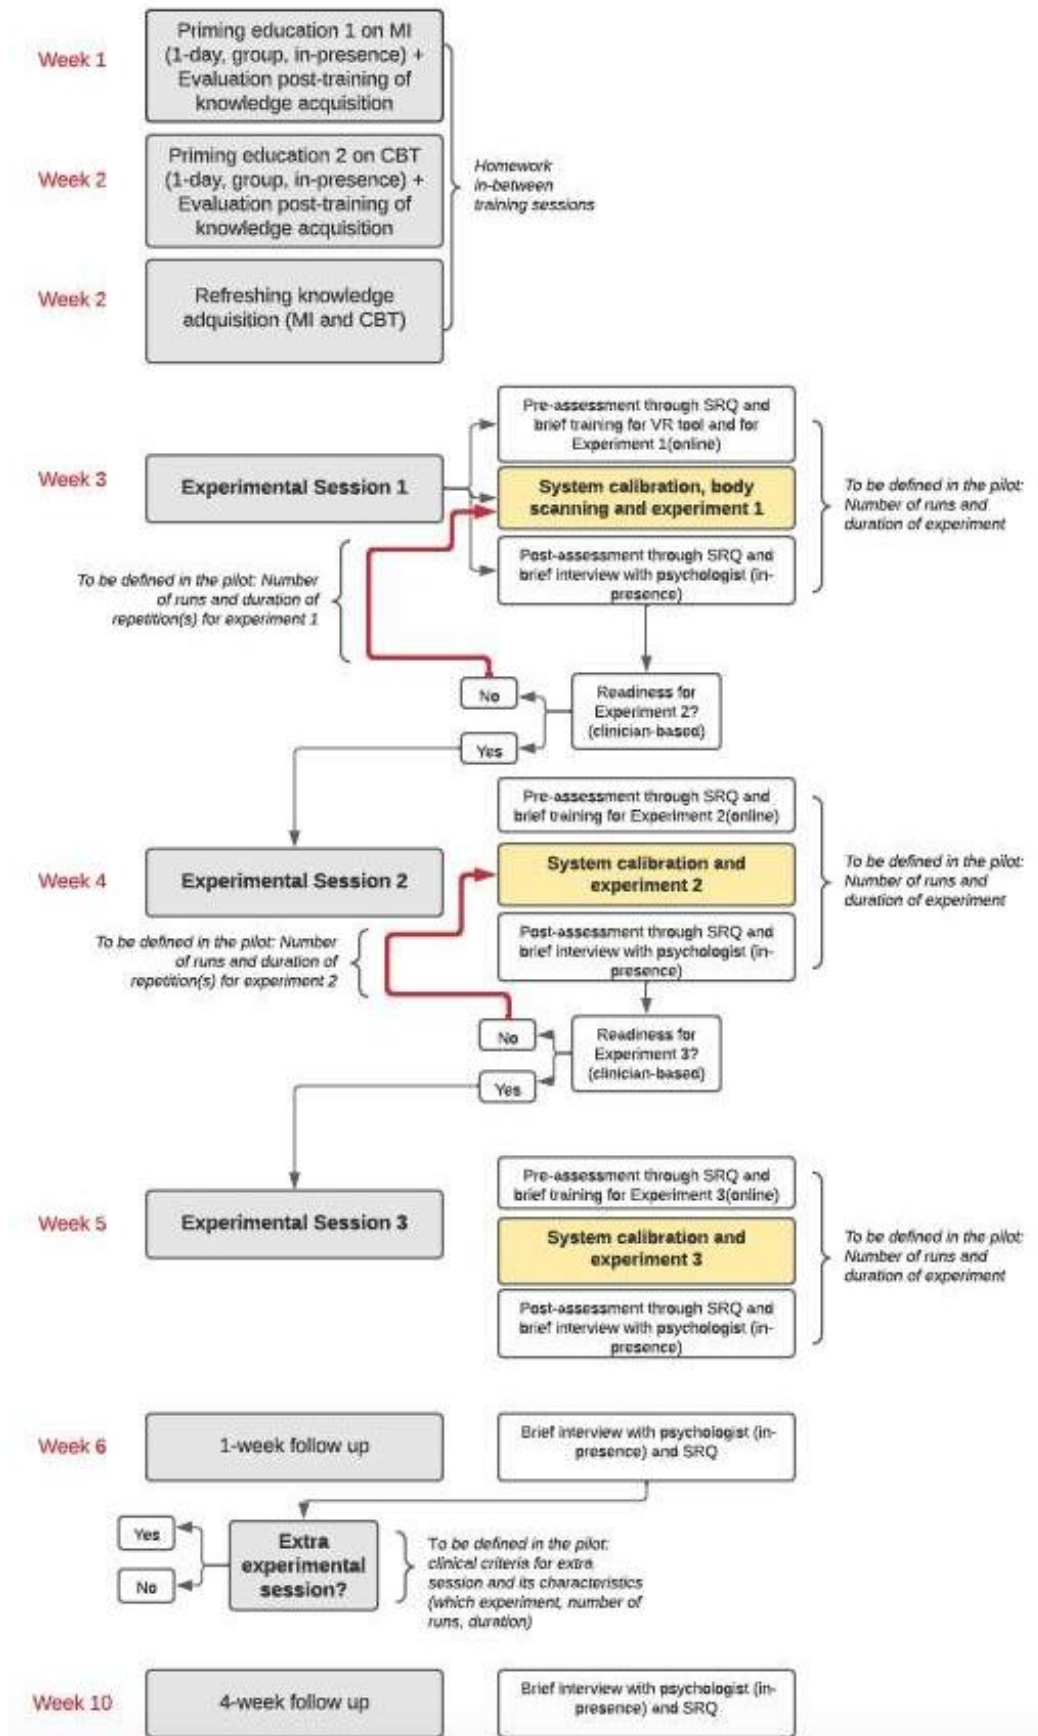 Week 1
Priming education 1 on MI
(1-day, group, in-presence) +
Evaluation post-training of
knowledge acquisition
Week 2
Priming education 2 on CBT
(1-day, group, in-presence) +
Evaluation post-training of
knowledge acquisition
Homework
in-between
training sessions
Week 2
Refreshing knowledge
adquisition (MI and CBT)
Week 3
Experimental Session 1
Pre-assessment through SRQ and
brief training for VR tool and for
Experiment 1(online)
System calibration, body
scanning and experiment 1
Post-assessment through SRQ and
brief interview with psychologist (in-
presence)
To be defined in the pilot:
Number of runs and
duration of experiment
To be defined in the pilot: Number
of runs and duration of
repetition(s) for experiment 1
No
Yes
Readiness for
Experiment 2?
(clinician-based)
Week 4
Experimental Session 2
Pre-assessment through SRQ and
brief training for Experiment 2(online)
System calibration and
experiment 2
Post-assessment through SRQ and
brief interview with psychologist (in-
presence)
To be defined in the pilot:
Number of runs and
duration of experiment
To be defined in the pilot: Number
of runs and duration of
repetition(s) for experiment 2
No
Yes
Readiness for
Experiment 3?
(clinician-based)
Week 5
Experimental Session 3
Pre-assessment through SRQ and
brief training for Experiment 3(online)
System calibration and
experiment 3
Post-assessment through SRQ and
brief interview with psychologist (in-
presence)
To be defined in the pilot:
Number of runs and
duration of experiment
Week 6
1-week follow up
Brief interview with psychologist (in-
presence) and SRQ
Yes
No
Extra
experimental
session?
To be defined in the pilot:
clinical criteria for extra
session and its characteristics
(which experiment, number of
runs, duration)
Week 10
4-week follow up
Brief interview with psychologist (in-
presence) and SRQ